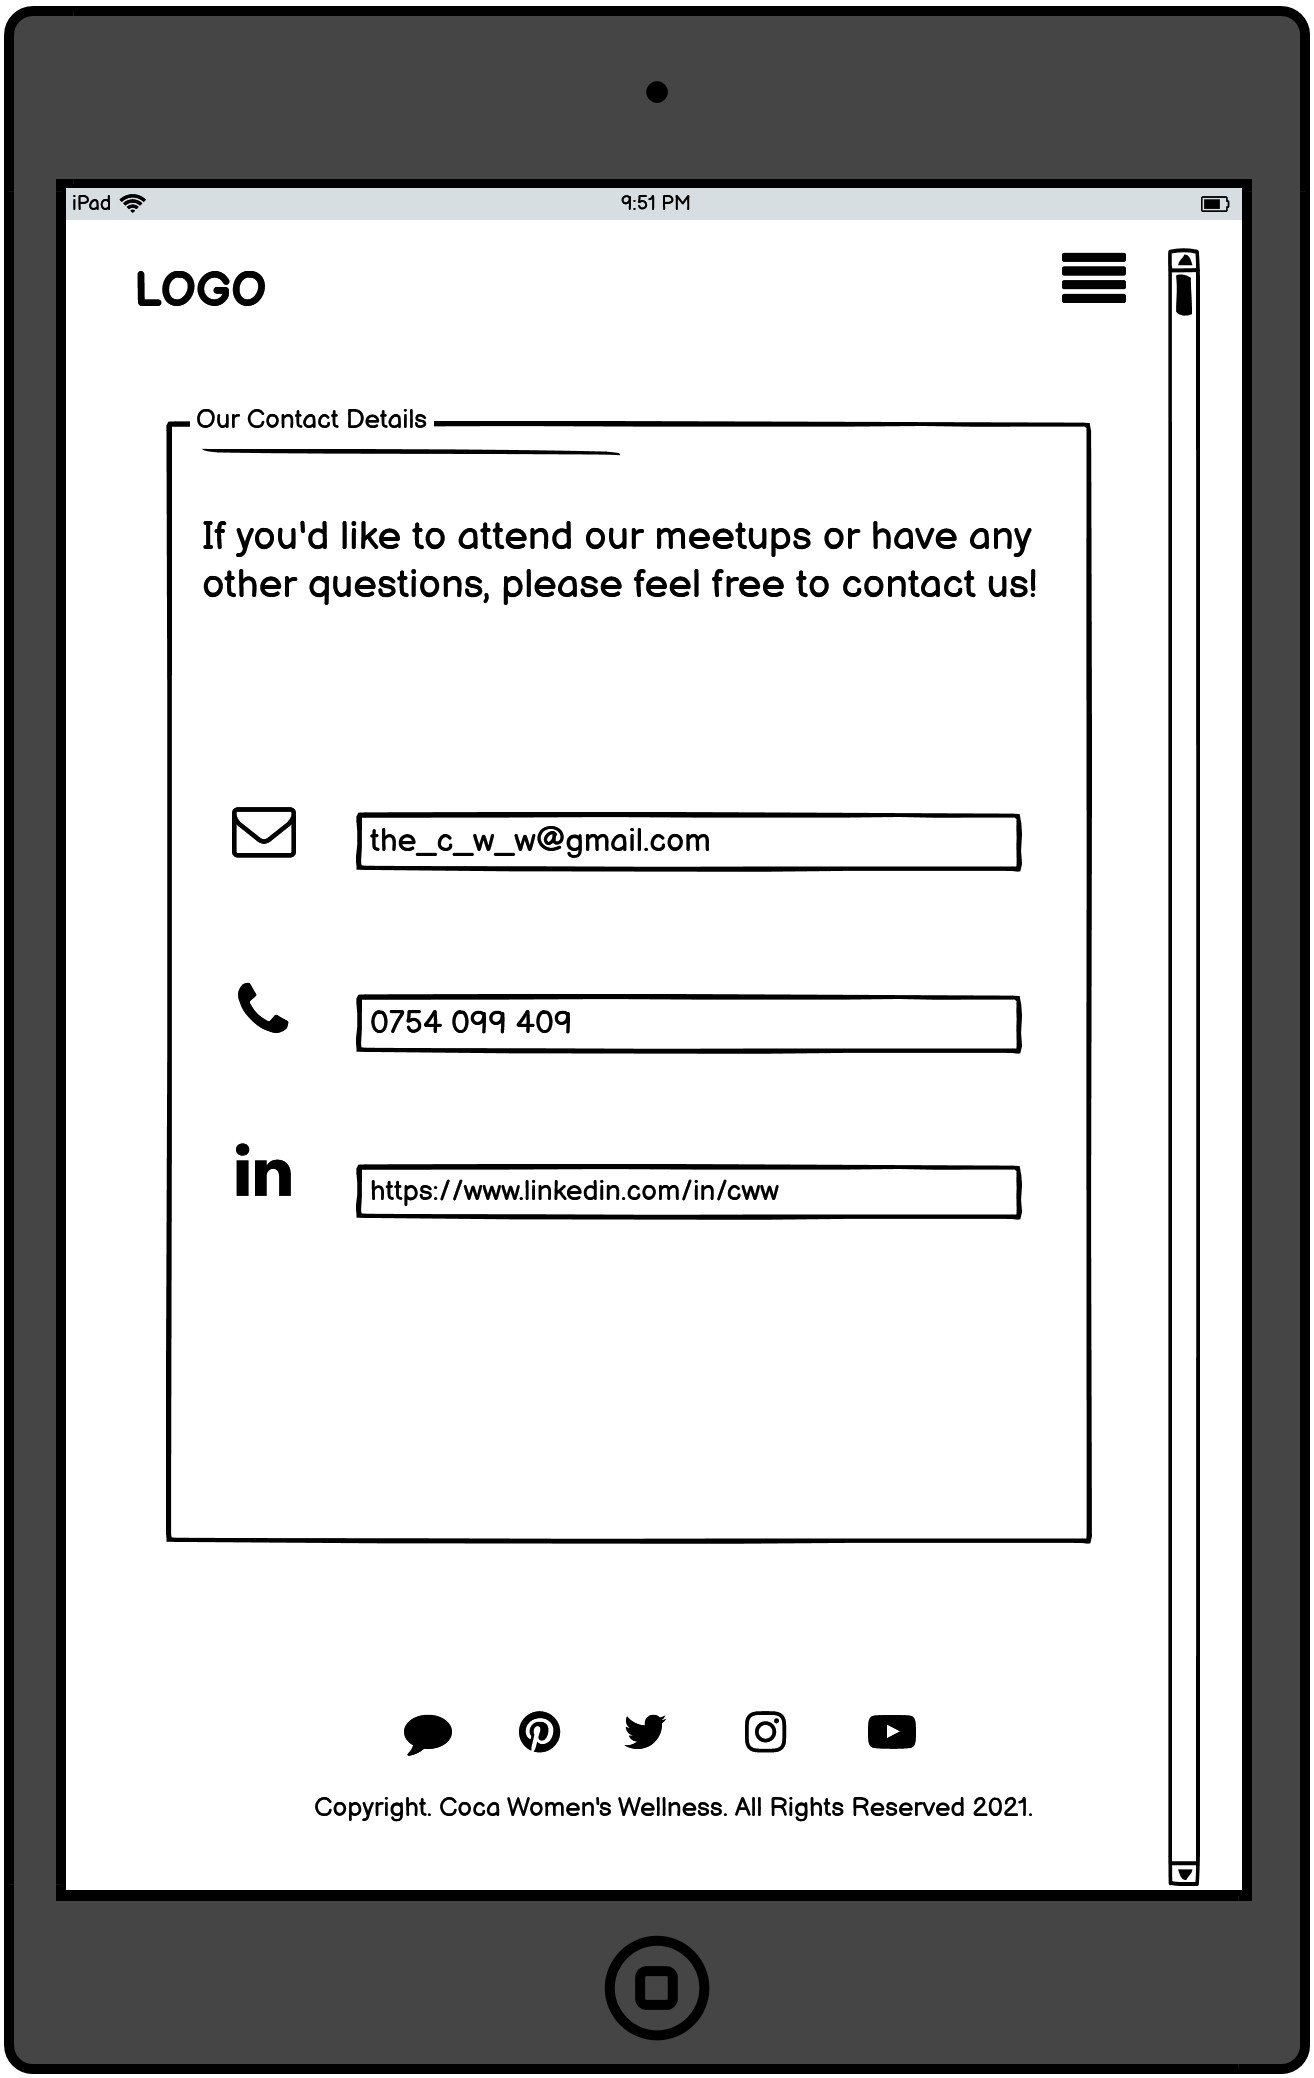 iPad
9:51 PM
LOGO
Our Contact Details
If you'd like to attend our meetups or have any
other questions, please feel free to contact us!
the_c_w_w@gmail.com
0754 099 409
in
https://www.linkedin.com/in/cww
Copyright. Coca Women's Wellness. All Rights Reserved 2021.